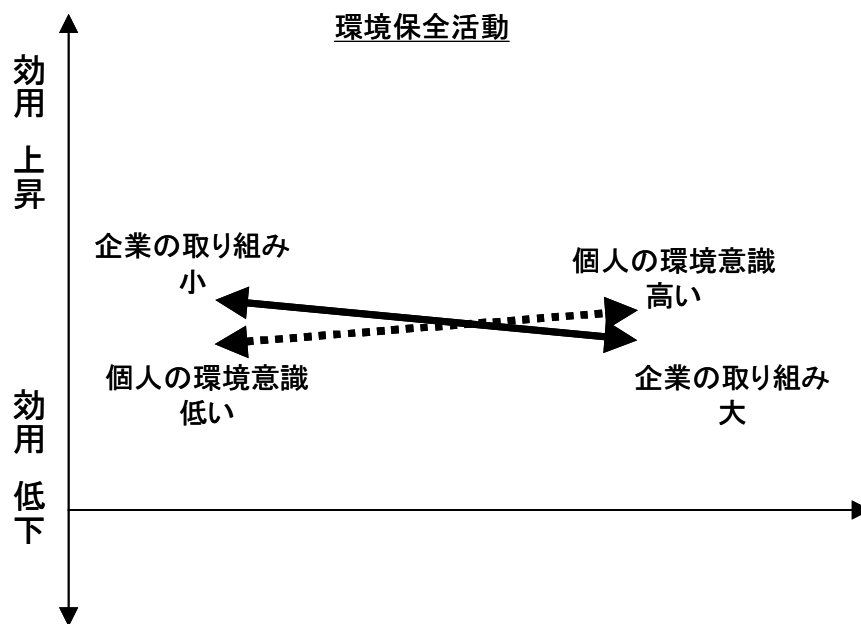 環境保全活動
効用 上昇
企業の取り組み
小
個人の環境意識
高い
個人の環境意識
低い
企業の取り組み
大
効用 低下